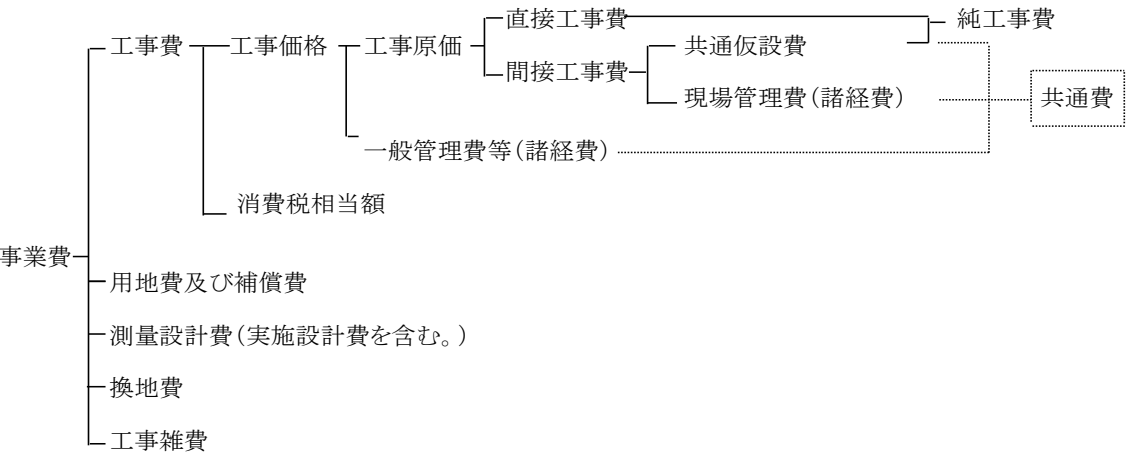 直接工事費
純工事費
工事費
工事価格
工事原価
共通仮設費
間接工事費
現場管理費(諸経費)
共通費
一般管理費等(諸経費)
消費税相当額
事業費
用地費及び補償費
測量設計費(実施設計費を含む。)
換地費
工事雑費